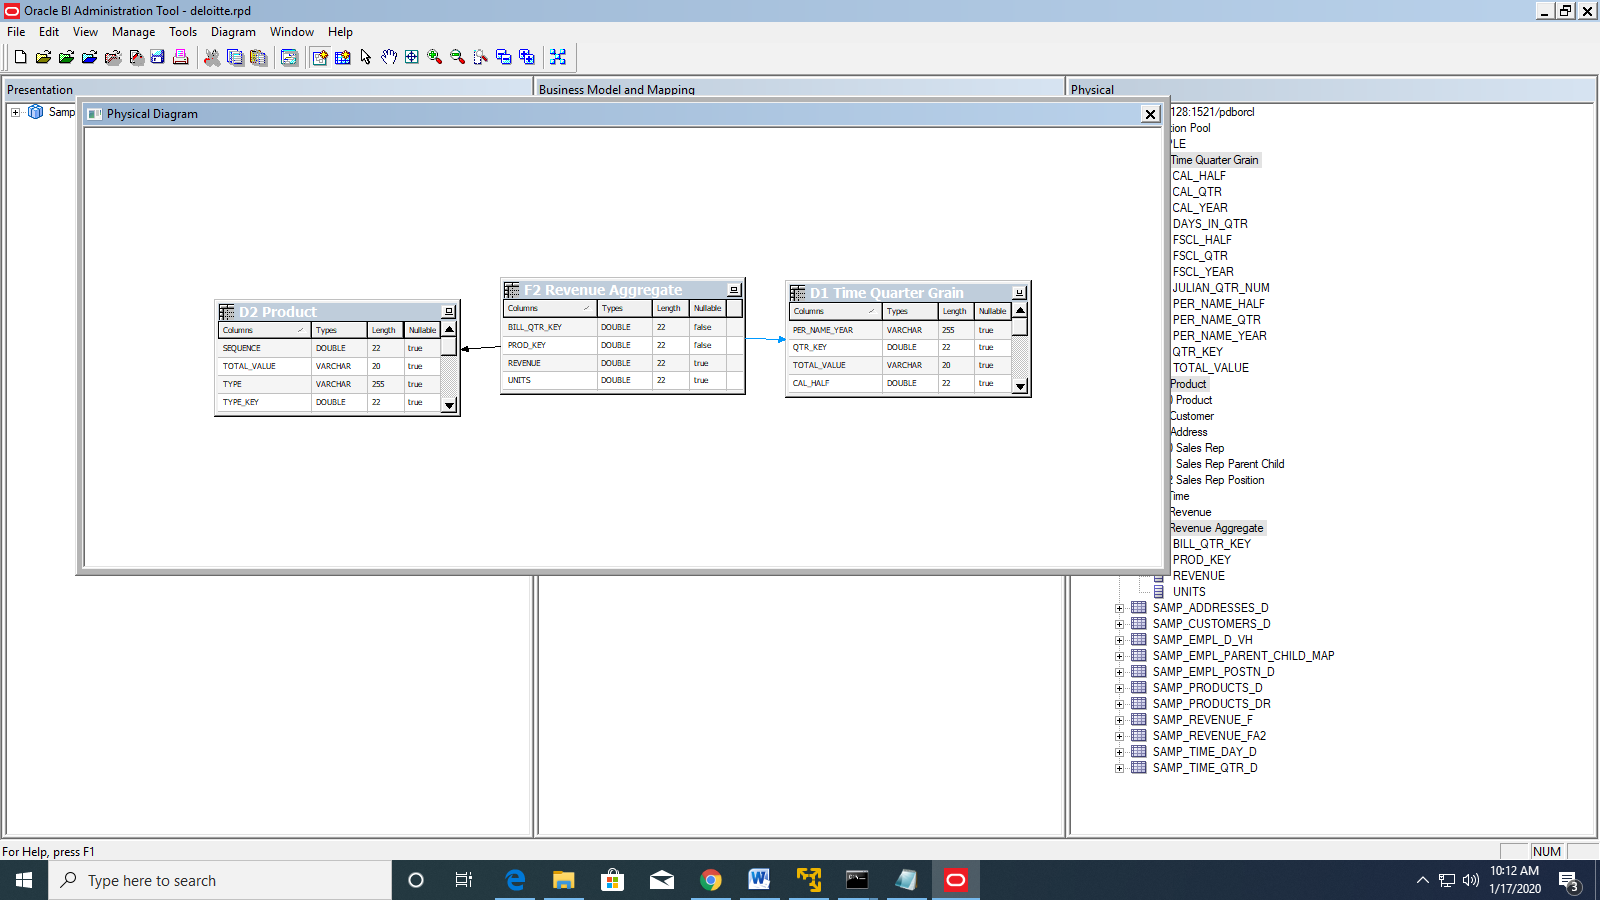 Oracle BI Administration Tool - deloitte.rpd
File Edit View Manage Tools Diagram Window Help
Presentation
Business Model and Mapping
Physical
Samp
Physical Diagram
D2 Product
Columns Types Length Nullable
SEQUENCE DOUBLE 22 true
TOTAL_VALUE VARCHAR 20 true
TYPE VARCHAR 255 true
TYPE_KEY DOUBLE 22 true
F2 Revenue Aggregate
Columns Types Length Nullable
BILL_QTR_KEY DOUBLE 22 false
PROD_KEY DOUBLE 22 false
REVENUE DOUBLE 22 true
UNITS DOUBLE 22 true
D1 Time Quarter Grain
Columns Types Length Nullable
PER_NAME_YEAR VARCHAR 255 true
QTR_KEY DOUBLE 22 true
TOTAL_VALUE VARCHAR 20 true
CAL_HALF DOUBLE 22 true
128:1521/pdborcl
ion Pool
LE
Time Quarter Grain
CAL_HALF
CAL_QTR
CAL_YEAR
DAYS_IN_QTR
FSCL_HALF
FSCL_QTR
FSCL_YEAR
JULIAN_QTR_NUM
PER_NAME_HALF
PER_NAME_QTR
PER_NAME_YEAR
QTR_KEY
TOTAL_VALUE
Product
Product
Customer
Address
Sales Rep
Sales Rep Parent Child
Sales Rep Position
Time
Revenue
Revenue Aggregate
BILL_QTR_KEY
PROD_KEY
REVENUE
UNITS
SAMP_ADDRESSES_D
SAMP_CUSTOMERS_D
SAMP_EMPL_D_VH
SAMP_EMPL_PARENT_CHILD_MAP
SAMP_EMPL_POSTN_D
SAMP_PRODUCTS_D
SAMP_PRODUCTS_DR
SAMP_REVENUE_F
SAMP_REVENUE_FA2
SAMP_TIME_DAY_D
SAMP_TIME_QTR_D
For Help, press F1
NUM
Type here to search
10:12 AM
1/17/2020
3